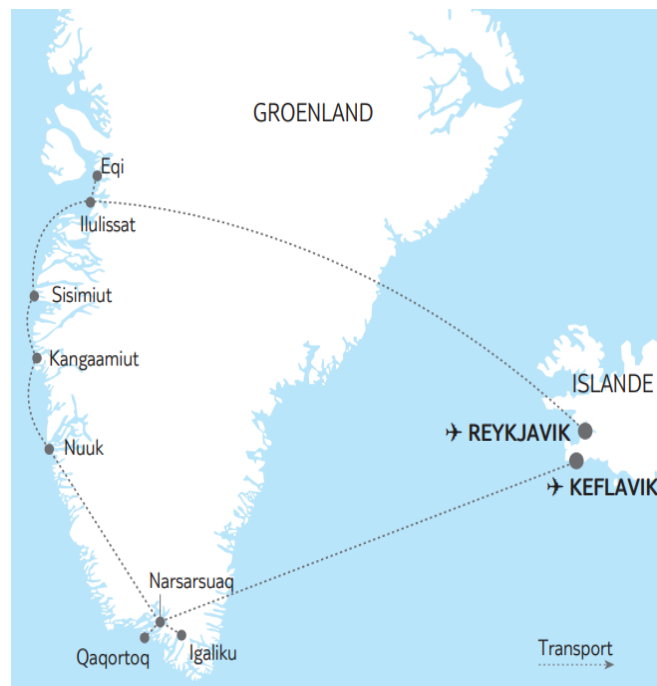 GROENLAND
Eqi
Ilulissat
Sisimiut
Kangaamiut
ISLANDE
✈ REYKJAVIK
Nuuk
✈ KEFLAVIK
Narsarsuaq
Qaqortoq
Igaliku
Transport